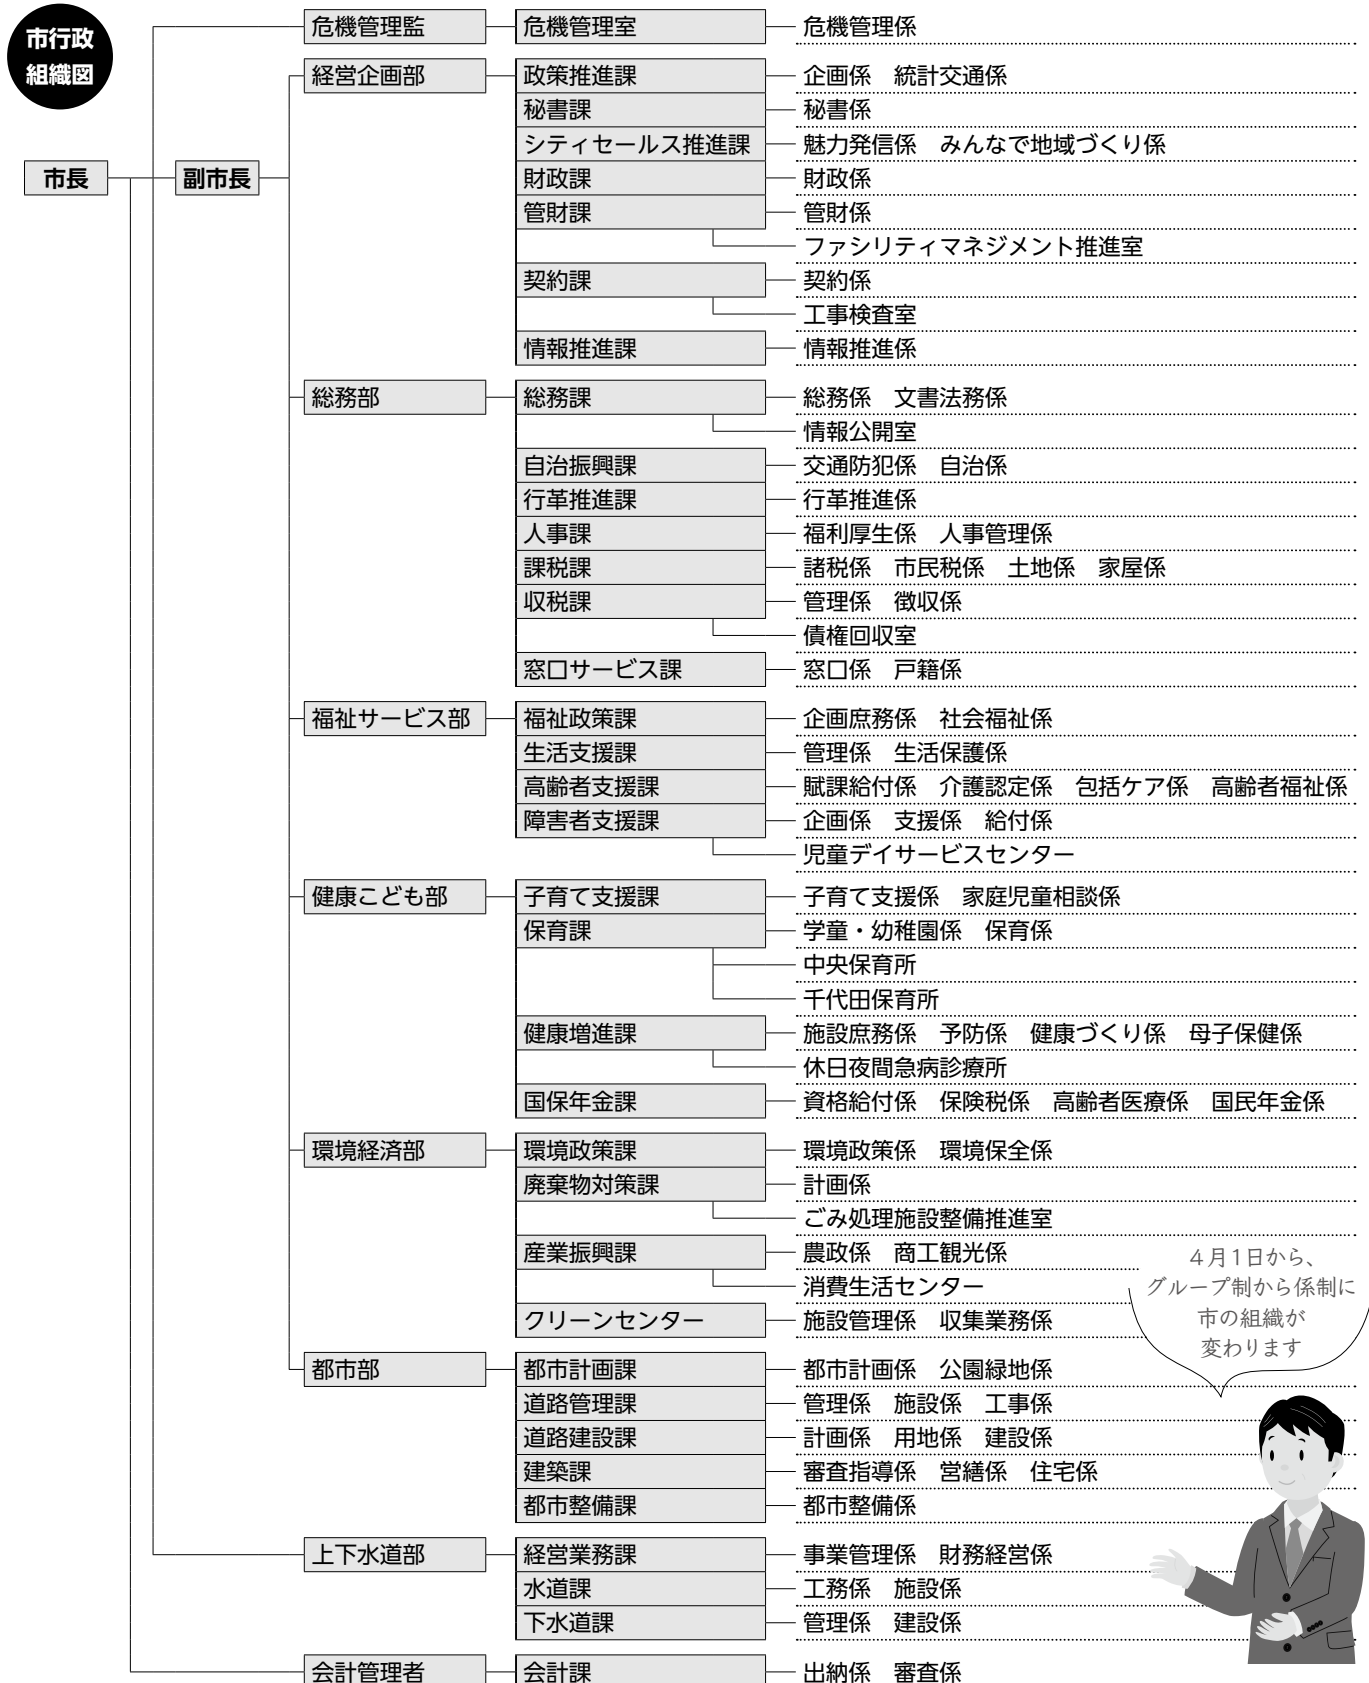 市行政
組織図
市長
副市長
危機管理監 危機管理室 危機管理係
経営企画部 政策推進課 企画係 統計交通係
秘書課 秘書係
シティセールス推進課 魅力発信係 みんなで地域づくり係
財政課 財政係
管財課 管財係
ファシリティマネジメント推進室
契約課 契約係
工事検査室
情報推進課 情報推進係
総務部 総務課 総務係 文書法務係
情報公開室
自治振興課 交通防犯係 自治係
行革推進課 行革推進係
人事課 福利厚生係 人事管理係
課税課 諸税係 市民税係 土地係 家屋係
収税課 管理係 徴収係
債権回収室
窓口サービス課 窓口係 戸籍係
福祉サービス部 福祉政策課 企画庶務係 社会福祉係
生活支援課 管理係 生活保護係
高齢者支援課 賦課給付係 介護認定係 包括ケア係 高齢者福祉係
障害者支援課 企画係 支援係 給付係
児童デイサービスセンター
健康こども部 子育て支援課 子育て支援係 家庭児童相談係
保育課 学童・幼稚園係 保育係
中央保育所
千代田保育所
健康増進課 施設庶務係 予防係 健康づくり係 母子保健係
休日夜間急病診療所
国保年金課 資格給付係 保険税係 高齢者医療係 国民年金係
環境経済部 環境政策課 環境政策係 環境保全係
廃棄物対策課 計画係
ごみ処理施設整備推進室
産業振興課 農政係 商工観光係
消費生活センター
クリーンセンター 施設管理係 収集業務係
都市部 都市計画課 都市計画係 公園緑地係
道路管理課 管理係 施設係 工事係
道路建設課 計画係 用地係 建設係
建築課 審査指導係 営繕係 住宅係
都市整備課 都市整備係
上下水道部 経営業務課 事業管理係 財務経営係
水道課 工務係 施設係
下水道課 管理係 建設係
会計管理者 会計課 出納係 審査係
4月1日から、
グループ制から係制に
市の組織が
変わります